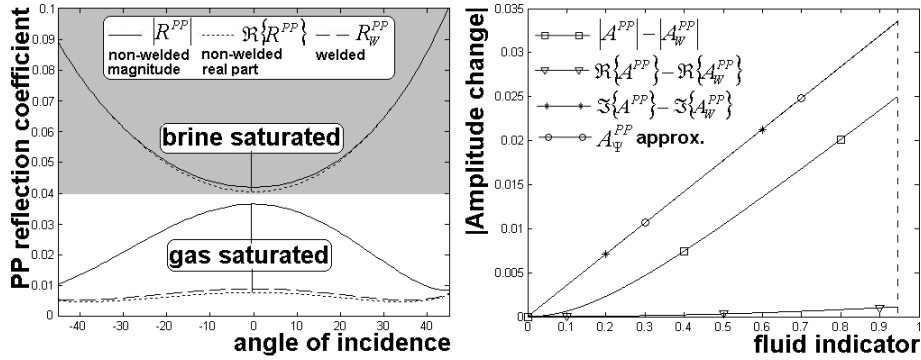 |R^PP| ℜ{R^PP} R_W^PP
non-welded non-welded welded
magnitude real part
brine saturated
gas saturated
PP reflection coefficient
0.1
0.09
0.08
0.07
0.06
0.05
0.04
0.03
0.02
0.01
0
-40 -30 -20 -10 0 10 20 30 40
angle of incidence
|A^PP| – |A_W^PP|
ℜ{A^PP} – ℜ{A_W^PP}
ℑ{A^PP} – ℑ{A_W^PP}
A_Ψ^PP approx.
|Amplitude change|
0.035
0.03
0.025
0.02
0.015
0.01
0.005
0
0 0.1 0.2 0.3 0.4 0.5 0.6 0.7 0.8 0.9 1
fluid indicator